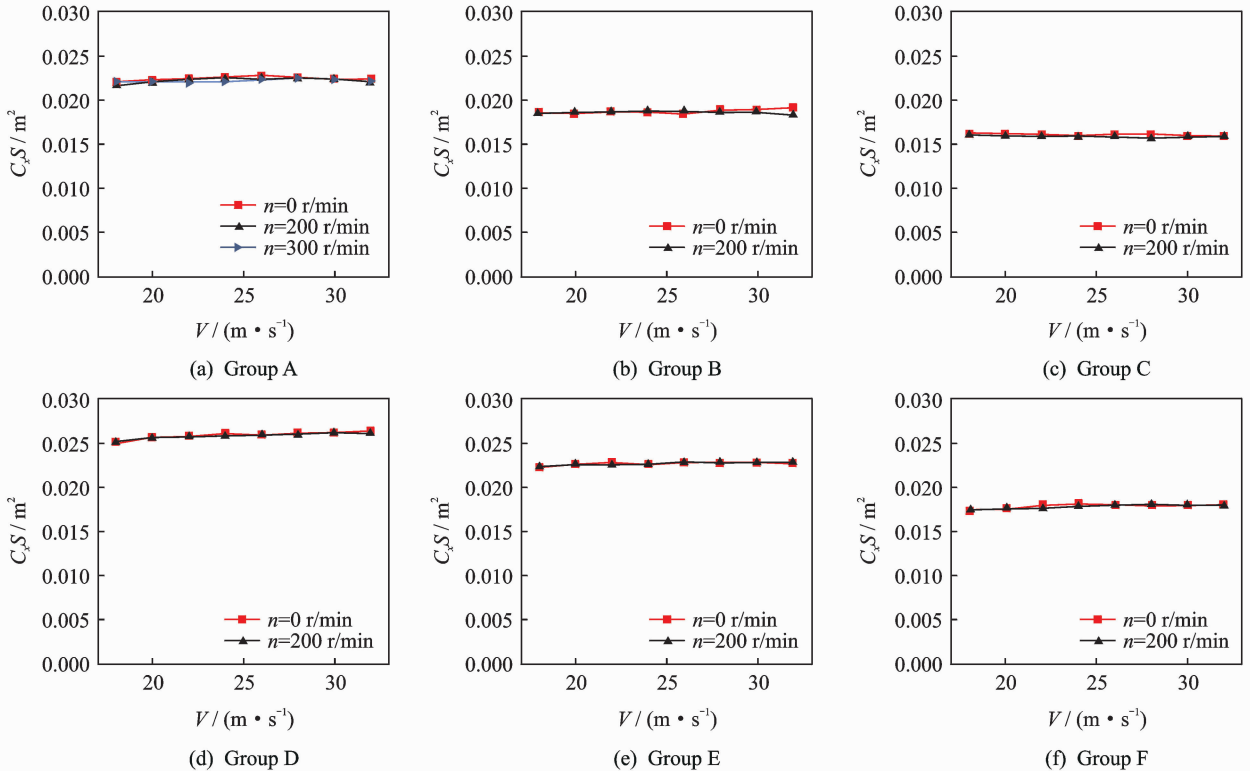 0.030
0.025
0.020
0.015
0.010
0.005
0.000
CxS / m²
n=0 r/min
n=200 r/min
n=300 r/min
20 25 30
V / (m · s⁻¹)
(a) Group A
0.030
0.025
0.020
0.015
0.010
0.005
0.000
CxS / m²
n=0 r/min
n=200 r/min
20 25 30
V / (m · s⁻¹)
(b) Group B
0.030
0.025
0.020
0.015
0.010
0.005
0.000
CxS / m²
n=0 r/min
n=200 r/min
20 25 30
V / (m · s⁻¹)
(c) Group C
0.030
0.025
0.020
0.015
0.010
0.005
0.000
CxS / m²
n=0 r/min
n=200 r/min
20 25 30
V / (m · s⁻¹)
(d) Group D
0.030
0.025
0.020
0.015
0.010
0.005
0.000
CxS / m²
n=0 r/min
n=200 r/min
20 25 30
V / (m · s⁻¹)
(e) Group E
0.030
0.025
0.020
0.015
0.010
0.005
0.000
CxS / m²
n=0 r/min
n=200 r/min
20 25 30
V / (m · s⁻¹)
(f) Group F